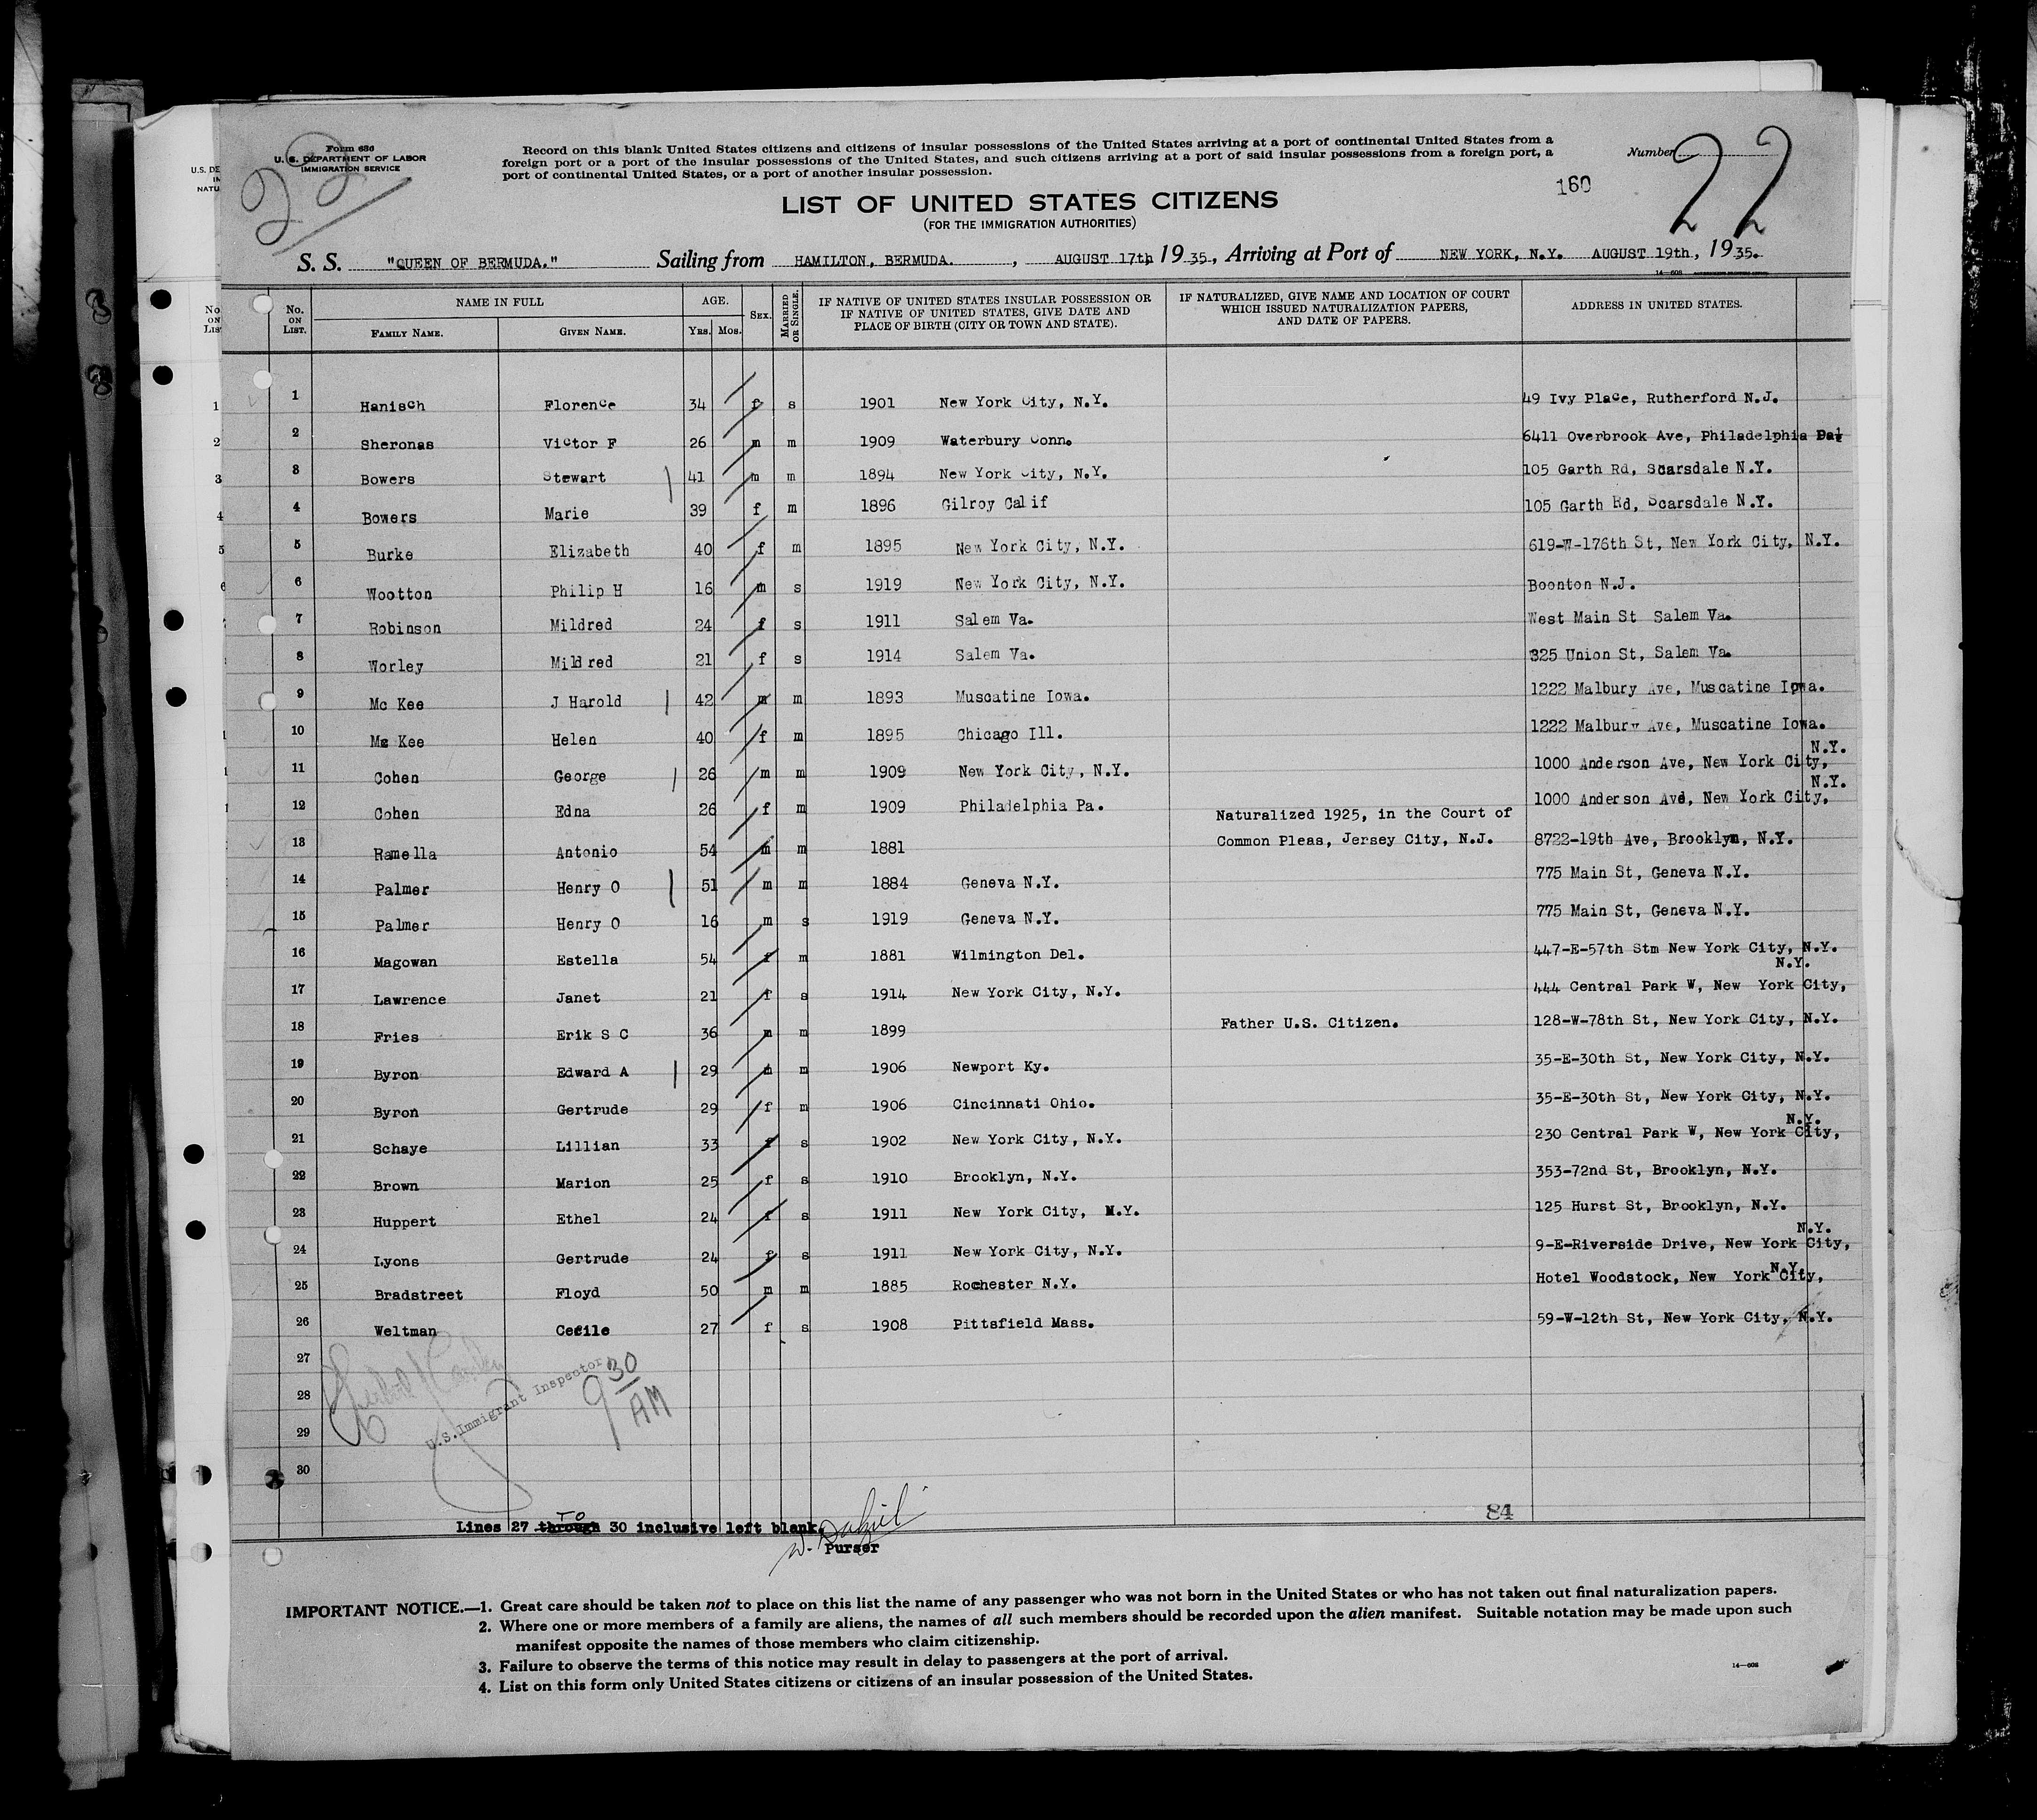 Form 686
U. S. DEPARTMENT OF LABOR
IMMIGRATION SERVICE
22
Record on this blank United States citizens and citizens of insular possessions of the United States arriving at a port of continental United States from a
foreign port or a port of the insular possessions of the United States, and such citizens arriving at a port of said insular possessions from a foreign port, a
port of continental United States, or a port of another insular possession.
Number 22
160
LIST OF UNITED STATES CITIZENS
(FOR THE IMMIGRATION AUTHORITIES)
S. S. "QUEEN OF BERMUDA." Sailing from HAMILTON, BERMUDA. , AUGUST 17th, 1935., Arriving at Port of NEW YORK, N.Y. AUGUST 19th., 1935.
14—608
No. ON LIST. NAME IN FULL FAMILY NAME. GIVEN NAME. AGE. Yrs. Mos. SEX. MARRIED OR SINGLE. IF NATIVE OF UNITED STATES INSULAR POSSESSION OR IF NATIVE OF UNITED STATES, GIVE DATE AND PLACE OF BIRTH (CITY OR TOWN AND STATE). IF NATURALIZED, GIVE NAME AND LOCATION OF COURT WHICH ISSUED NATURALIZATION PAPERS, AND DATE OF PAPERS. ADDRESS IN UNITED STATES.
1 Hanisch Florence 34 f s 1901 New York City, N.Y. 49 Ivy Place, Rutherford N.J.
2 Sheronas Victor F 26 m m 1909 Waterbury Conn. 6411 Overbrook Ave, Philadelphia Pa.
3 Bowers Stewart 41 m m 1894 New York City, N.Y. 105 Garth Rd, Scarsdale N.Y.
4 Bowers Marie 39 f m 1896 Gilroy Calif 105 Garth Rd, Scarsdale N.Y.
5 Burke Elizabeth 40 f m 1895 New York City, N.Y. 619-W-176th St, New York City, N.Y.
6 Wootton Philip H 16 m s 1919 New York City, N.Y. Boonton N.J.
7 Robinson Mildred 24 f s 1911 Salem Va. West Main St Salem Va.
8 Worley Mildred 21 f s 1914 Salem Va. 325 Union St, Salem Va.
9 Mc Kee J Harold 42 m m 1893 Muscatine Iowa. 1222 Malbury Ave, Muscatine Iowa.
10 Mc Kee Helen 40 f m 1895 Chicago Ill. 1222 Malbury Ave, Muscatine Iowa.
11 Cohen George 26 m m 1909 New York City, N.Y. 1000 Anderson Ave, New York City, N.Y.
12 Cohen Edna 26 f m 1909 Philadelphia Pa. 1000 Anderson Ave, New York City, N.Y.
13 Ramella Antonio 54 m m 1881 Naturalized 1925, in the Court of Common Pleas, Jersey City, N.J. 8722-19th Ave, Brooklyn, N.Y.
14 Palmer Henry O 51 m m 1884 Geneva N.Y. 775 Main St, Geneva N.Y.
15 Palmer Henry O 16 m s 1919 Geneva N.Y. 775 Main St, Geneva N.Y.
16 Magowan Estella 54 f m 1881 Wilmington Del. 447-E-57th Stm New York City, N.Y.
17 Lawrence Janet 21 f s 1914 New York City, N.Y. 444 Central Park W, New York City, N.Y.
18 Fries Erik S C 36 m m 1899 Father U.S. Citizen. 128-W-78th St, New York City, N.Y.
19 Byron Edward A 29 m m 1906 Newport Ky. 35-E-30th St, New York City, N.Y.
20 Byron Gertrude 29 f m 1906 Cincinnati Ohio. 35-E-30th St, New York City, N.Y.
21 Schaye Lillian 33 f s 1902 New York City, N.Y. 230 Central Park W, New York City, N.Y.
22 Brown Marion 25 f s 1910 Brooklyn, N.Y. 353-72nd St, Brooklyn, N.Y.
23 Huppert Ethel 24 f s 1911 New York City, N.Y. 125 Hurst St, Brooklyn, N.Y.
24 Lyons Gertrude 24 f s 1911 New York City, N.Y. 9-E-Riverside Drive, New York City, N.Y.
25 Bradstreet Floyd 50 m m 1885 Rochester N.Y. Hotel Woodstock, New York City, N.Y.
26 Weltman Cecile 27 f s 1908 Pittsfield Mass. 59-W-12th St, New York City, N.Y.
27
28
29
30
U.S. Immigrant Inspector
9 30 AM
84
Lines 27 through TO 30 inclusive left blank.
Purser
IMPORTANT NOTICE.—1. Great care should be taken not to place on this list the name of any passenger who was not born in the United States or who has not taken out final naturalization papers.
2. Where one or more members of a family are aliens, the names of all such members should be recorded upon the alien manifest. Suitable notation may be made upon such
manifest opposite the names of those members who claim citizenship.
3. Failure to observe the terms of this notice may result in delay to passengers at the port of arrival.
4. List on this form only United States citizens or citizens of an insular possession of the United States.
14—608